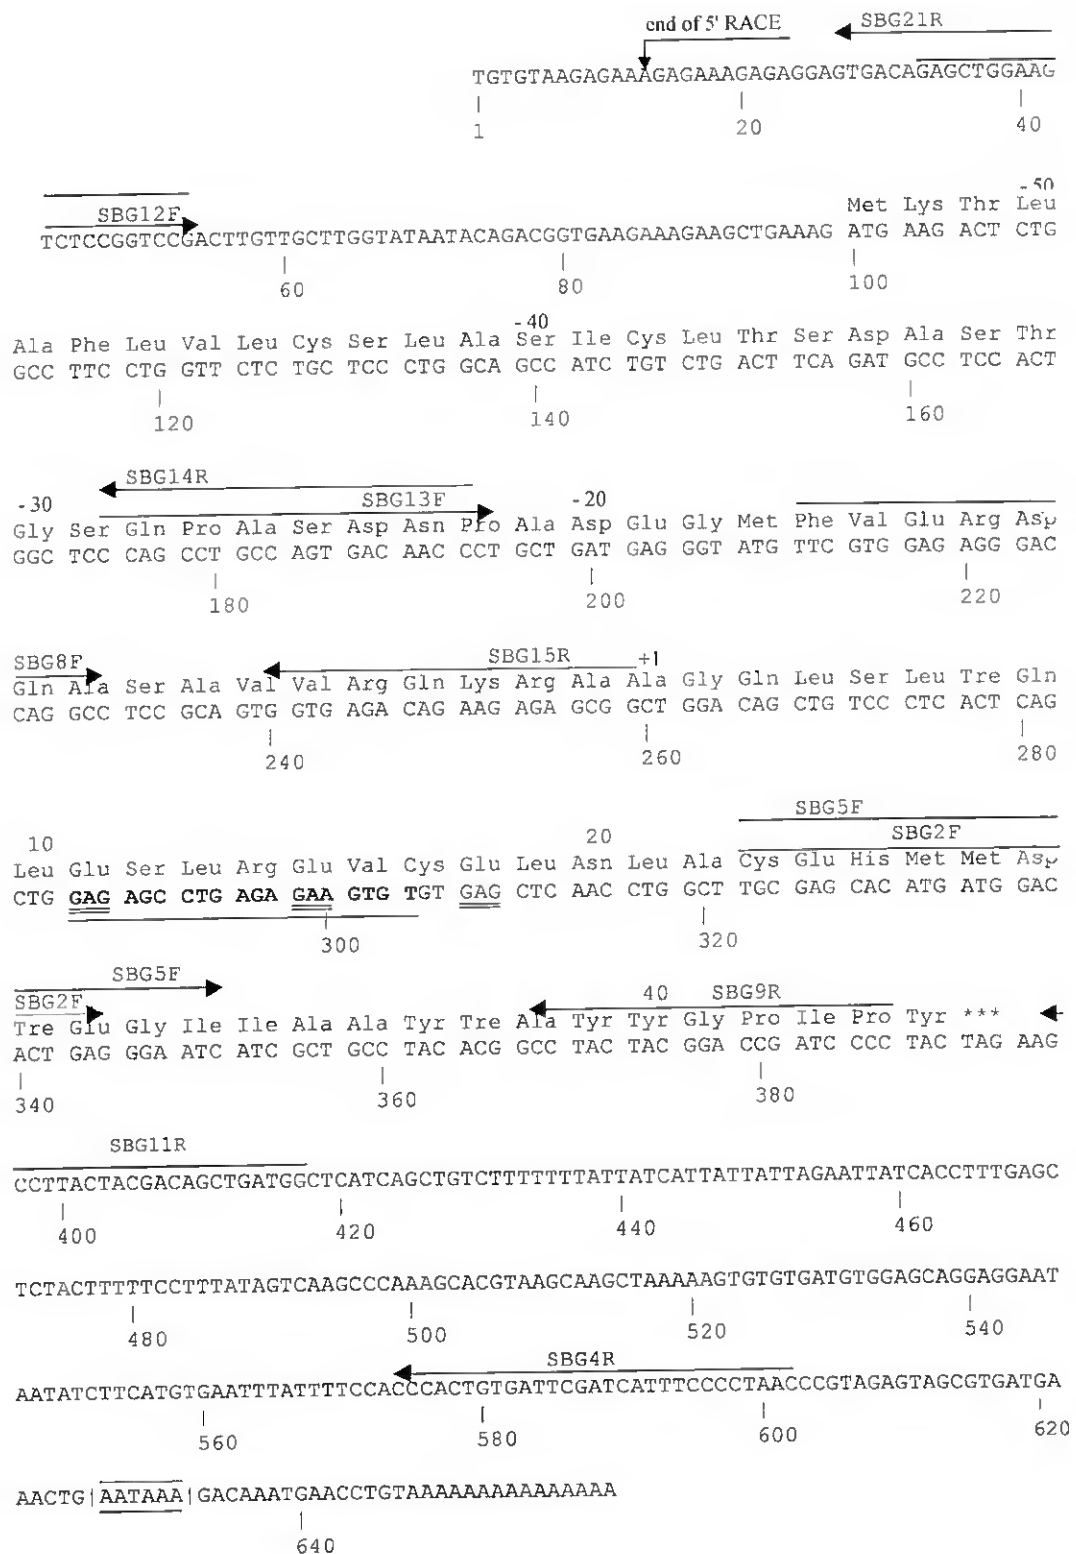 end of 5' RACE
SBG21R
TGTGTAAGAGAAAGAGAAAGAGAGGAGTGACAGAGCTGGAAG
1 20 40
SBG12F -50
Met Lys Thr Leu
TCTCCGGTCCGACTTGTTGCTTGGTATAATACAGACGGTGAAGAAAGAAGCTGAAAG ATG AAG ACT CTG
60 80 100
-40
Ala Phe Leu Val Leu Cys Ser Leu Ala Ser Ile Cys Leu Thr Ser Asp Ala Ser Thr
GCC TTC CTG GTT CTC TGC TCC CTG GCA GCC ATC TGT CTG ACT TCA GAT GCC TCC ACT
120 140 160
SBG14R
-30 SBG13F -20
Gly Ser Gln Pro Ala Ser Asp Asn Pro Ala Asp Glu Gly Met Phe Val Glu Arg Asp
GGC TCC CAG CCT GCC AGT GAC AAC CCT GCT GAT GAG GGT ATG TTC GTG GAG AGG GAC
180 200 220
SBG8F SBG15R +1
Gln Ala Ser Ala Val Val Arg Gln Lys Arg Ala Ala Gly Gln Leu Ser Leu Tre Gln
CAG GCC TCC GCA GTG GTG AGA CAG AAG AGA GCG GCT GGA CAG CTG TCC CTC ACT CAG
240 260 280
SBG5F
10 20 SBG2F
Leu Glu Ser Leu Arg Glu Val Cys Glu Leu Asn Leu Ala Cys Glu His Met Met Asp
CTG GAG AGC CTG AGA GAA GTG TGT GAG CTC AAC CTG GCT TGC GAG CAC ATG ATG GAC
300 320
SBG5F
SBG2F 40 SBG9R
Tre Glu Gly Ile Ile Ala Ala Tyr Tre Ala Tyr Tyr Gly Pro Ile Pro Tyr ***
ACT GAG GGA ATC ATC GCT GCC TAC ACG GCC TAC TAC GGA CCG ATC CCC TAC TAG AAG
340 360 380
SBG11R
CCTTACTACGACAGCTGATGGCTCATCAGCTGTCTTTTTTTATTATCATTATTATTAGAATTATCACCTTTGAGC
400 420 440 460
TCTACTTTTTCCTTTATAGTCAAGCCCAAAGCACGTAAGCAAGCTAAAAAGTGTGTGATGTGGAGCAGGAGGAAT
480 500 520 540
SBG4R
AATATCTTCATGTGAATTTATTTTCCACCCACTGTGATTCGATCATTTCCCCTAACCCGTAGAGTAGCGTGATGA
560 580 600 620
AACTG|AATAAA|GACAAATGAACCTGTAAAAAAAAAAAAAAA
640